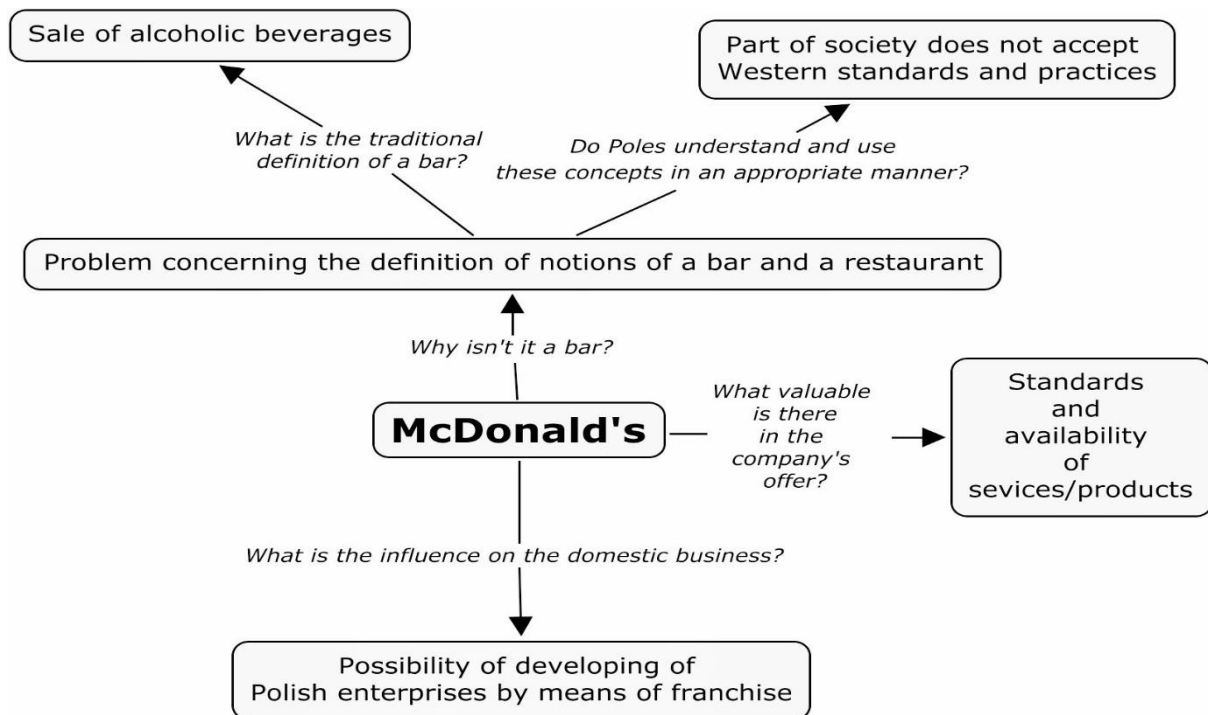 Sale of alcoholic beverages
Part of society does not accept
Western standards and practices
What is the traditional
definition of a bar?
Do Poles understand and use
these concepts in an appropriate manner?
Problem concerning the definition of notions of a bar and a restaurant
Why isn't it a bar?
McDonald's
What valuable
is there
in the
company's
offer?
Standards
and
availability
of
sevices/products
What is the influence on the domestic business?
Possibility of developing of
Polish enterprises by means of franchise